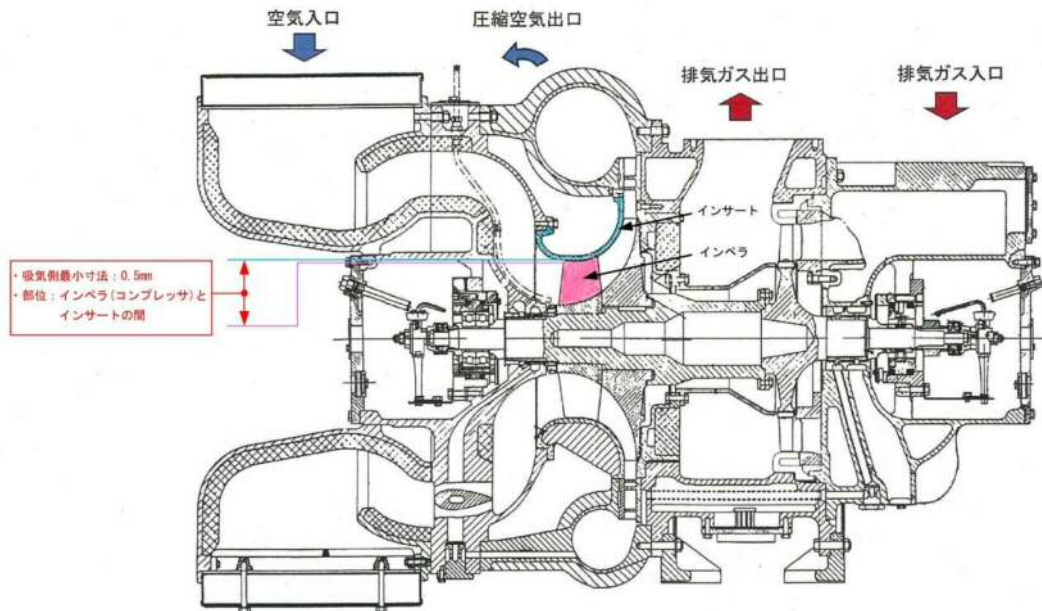 空気入口
圧縮空気出口
排気ガス出口
排気ガス入口
インサート
インペラ
・吸気側最小寸法：0.5mm
・部位：インペラ(コンプレッサ)と
インサートの間